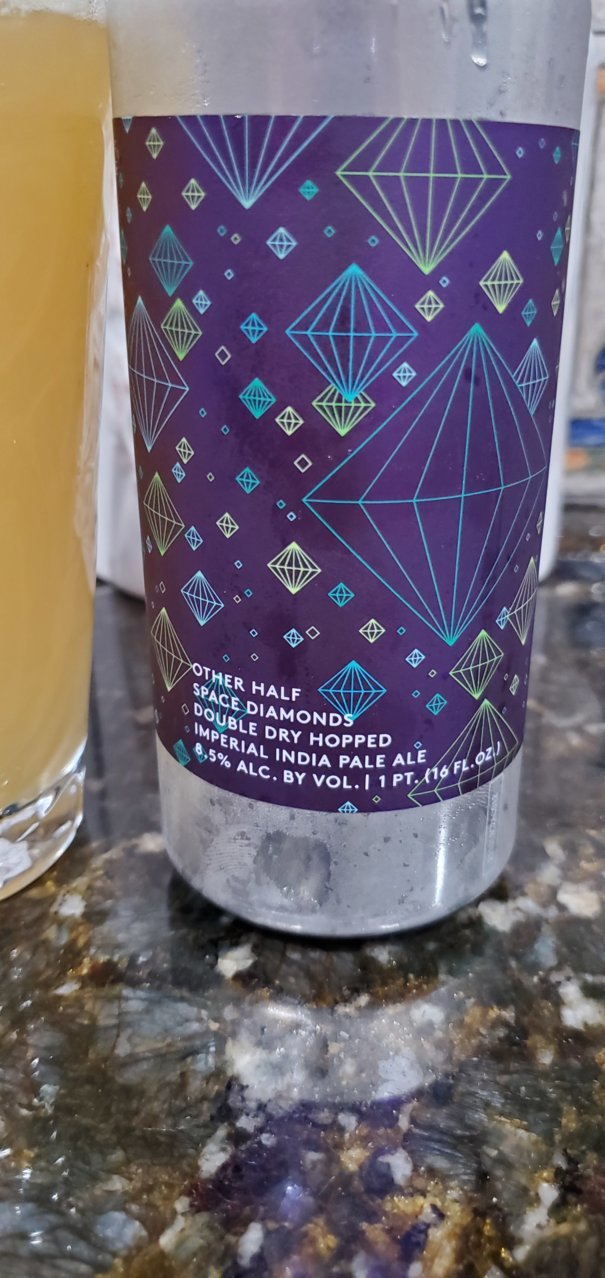 OTHER HALF
SPACE DIAMONDS
DOUBLE DRY HOPPED
IMPERIAL INDIA PALE ALE
8.5% ALC. BY VOL. | 1 PT. (16 FL.OZ.)